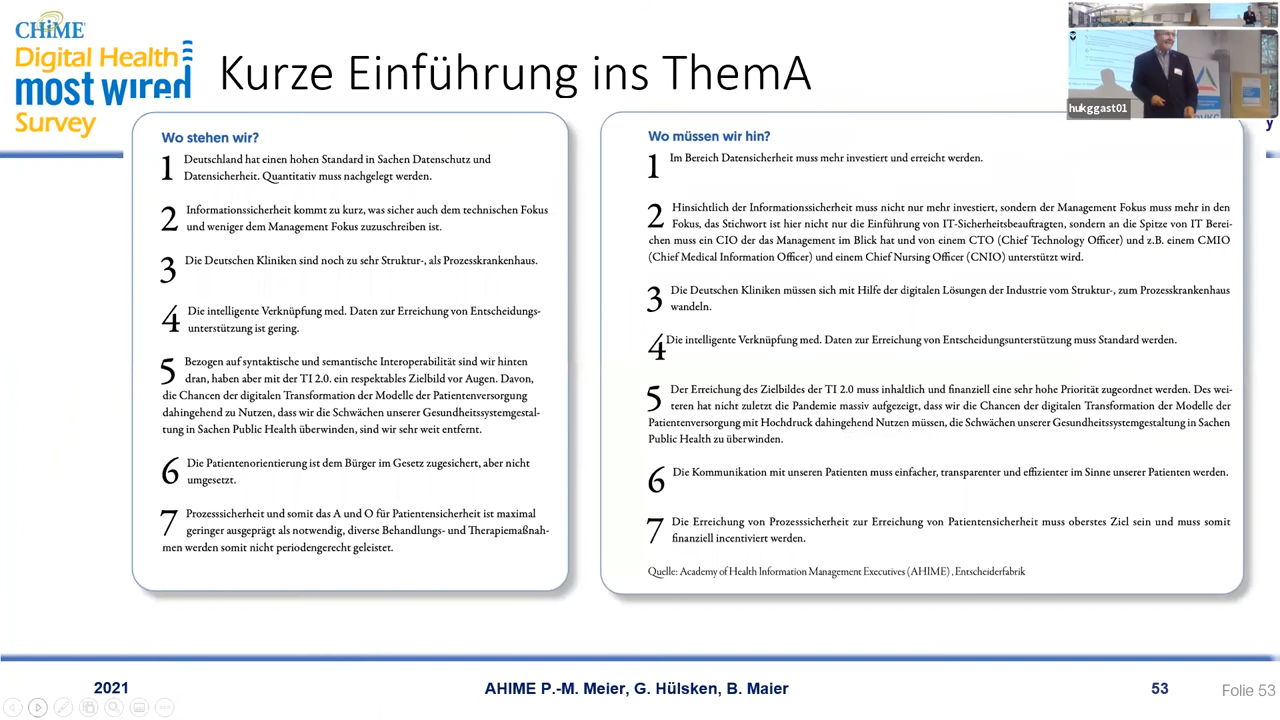 CHiME
Digital Health
most wired
Survey
Kurze Einführung ins ThemA
hukggast01
y
Wo stehen wir?
1 Deutschland hat einen hohen Standard in Sachen Datenschutz und
Datensicherheit. Quantitativ muss nachgelegt werden.
2 Informationssicherheit kommt zu kurz, was sicher auch dem technischen Fokus
und weniger dem Management Fokus zuzuschreiben ist.
3 Die Deutschen Kliniken sind noch zu sehr Struktur-, als Prozesskrankenhaus.
4 Die intelligente Verknüpfung med. Daten zur Erreichung von Entscheidungs-
unterstützung ist gering.
5 Bezogen auf syntaktische und semantische Interoperabilität sind wir hinten
dran, haben aber mit der TI 2.0. ein respektables Zielbild vor Augen. Davon,
die Chancen der digitalen Transformation der Modelle der Patientenversorgung
dahingehend zu Nutzen, dass wir die Schwächen unserer Gesundheitssystemgestal-
tung in Sachen Public Health überwinden, sind wir sehr weit entfernt.
6 Die Patientenorientierung ist dem Bürger im Gesetz zugesichert, aber nicht
umgesetzt.
7 Prozesssicherheit und somit das A und O für Patientensicherheit ist maximal
geringer ausgeprägt als notwendig, diverse Behandlungs- und Therapiemaßnah-
men werden somit nicht periodengerecht geleistet.
Wo müssen wir hin?
1 Im Bereich Datensicherheit muss mehr investiert und erreicht werden.
2 Hinsichtlich der Informationssicherheit muss nicht nur mehr investiert, sondern der Management Fokus muss mehr in den
Fokus, das Stichwort ist hier nicht nur die Einführung von IT-Sicherheitsbeauftragten, sondern an die Spitze von IT Berei-
chen muss ein CIO der das Management im Blick hat und von einem CTO (Chief Technology Officer) und z.B. einem CMIO
(Chief Medical Information Officer) und einem Chief Nursing Officer (CNIO) unterstützt wird.
3 Die Deutschen Kliniken müssen sich mit Hilfe der digitalen Lösungen der Industrie vom Struktur-, zum Prozesskrankenhaus
wandeln.
4 Die intelligente Verknüpfung med. Daten zur Erreichung von Entscheidungsunterstützung muss Standard werden.
5 Der Erreichung des Zielbildes der TI 2.0 muss inhaltlich und finanziell eine sehr hohe Priorität zugeordnet werden. Des wei-
teren hat nicht zuletzt die Pandemie massiv aufgezeigt, dass wir die Chancen der digitalen Transformation der Modelle der
Patientenversorgung mit Hochdruck dahingehend Nutzen müssen, die Schwächen unserer Gesundheitssystemgestaltung in Sachen
Public Health zu überwinden.
6 Die Kommunikation mit unseren Patienten muss einfacher, transparenter und effizienter im Sinne unserer Patienten werden.
7 Die Erreichung von Prozesssicherheit zur Erreichung von Patientensicherheit muss oberstes Ziel sein und muss somit
finanziell incentiviert werden.
Quelle: Academy of Health Information Management Executives (AHIME) , Entscheiderfabrik
2021
AHIME P.-M. Meier, G. Hülsken, B. Maier
53
Folie 53